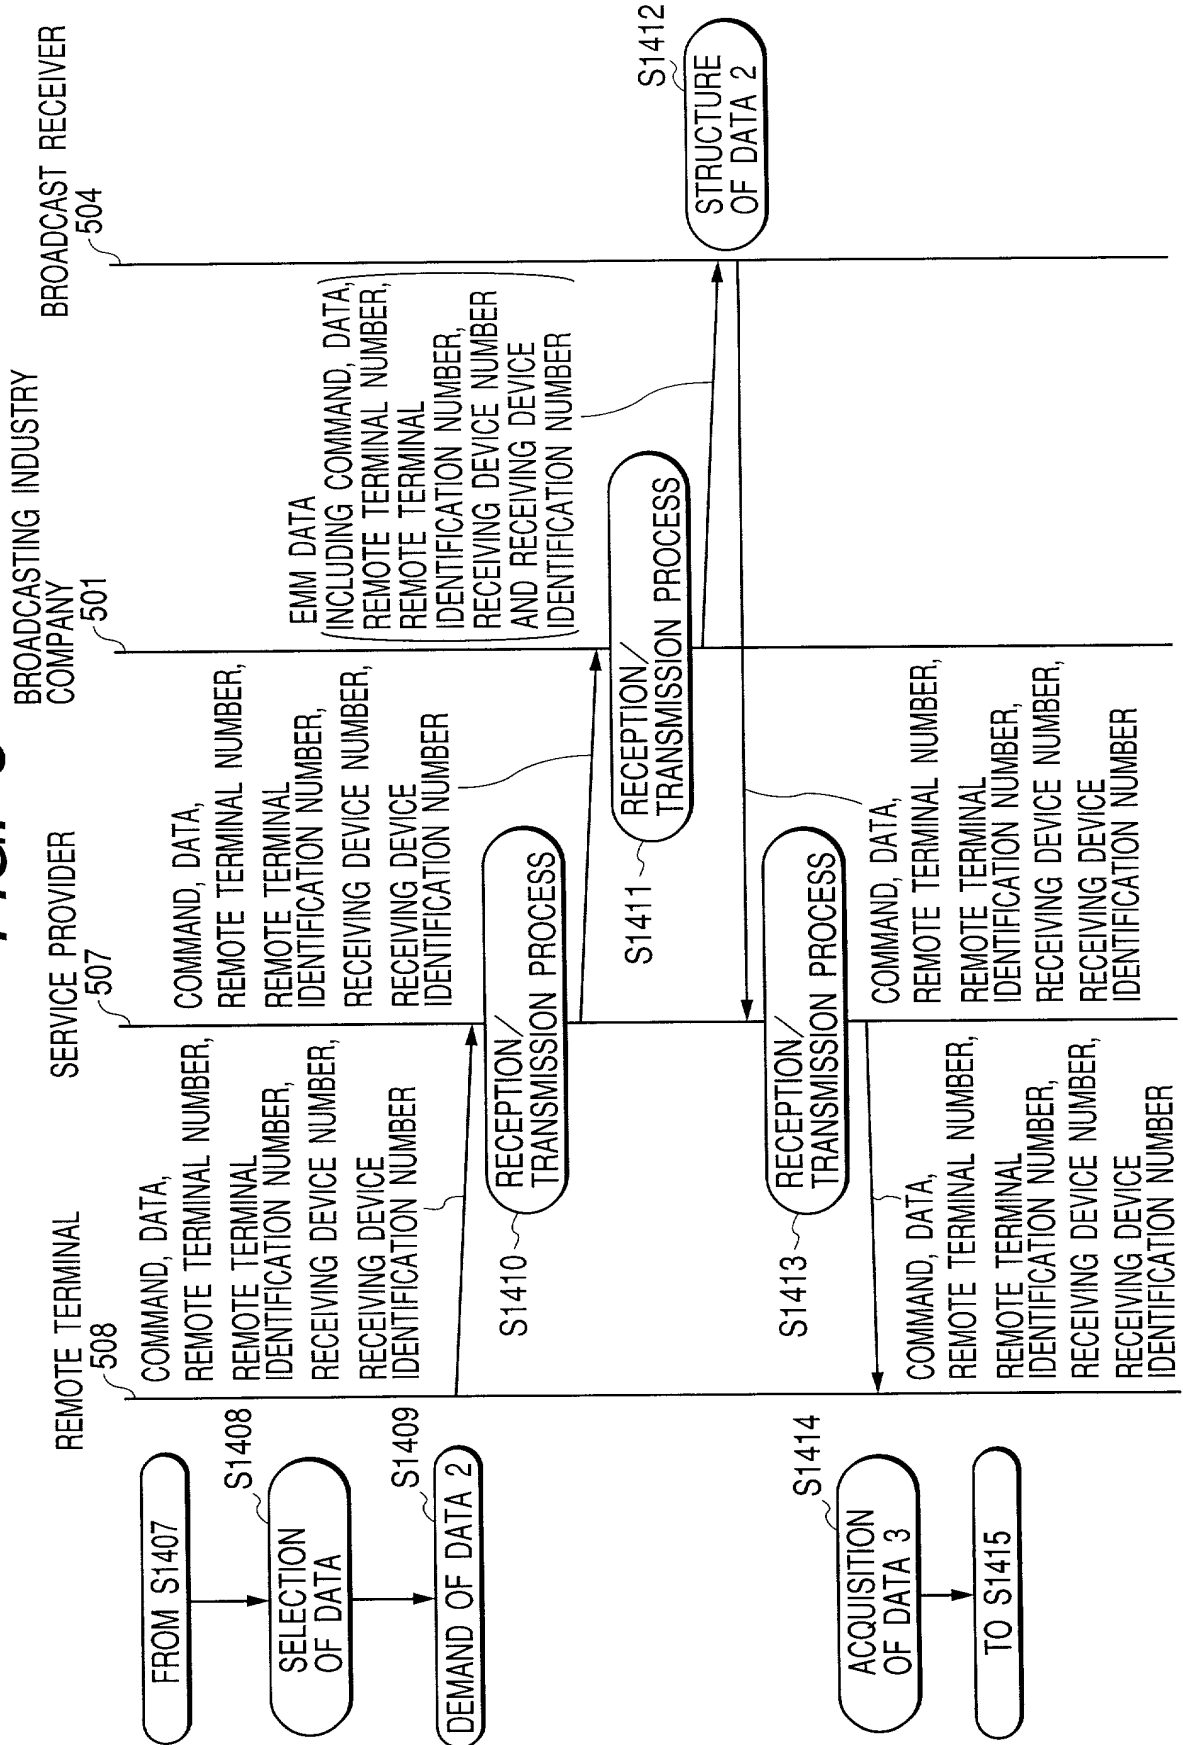 REMOTE TERMINAL
508
SERVICE PROVIDER
507
BROADCASTING INDUSTRY
COMPANY
501
BROADCAST RECEIVER
504
FROM S1407
S1408
SELECTION
OF DATA
S1409
DEMAND OF DATA 2
COMMAND, DATA,
REMOTE TERMINAL NUMBER,
REMOTE TERMINAL
IDENTIFICATION NUMBER,
RECEIVING DEVICE NUMBER,
RECEIVING DEVICE
IDENTIFICATION NUMBER
S1410
RECEPTION/
TRANSMISSION PROCESS
COMMAND, DATA,
REMOTE TERMINAL NUMBER,
REMOTE TERMINAL
IDENTIFICATION NUMBER,
RECEIVING DEVICE NUMBER,
RECEIVING DEVICE
IDENTIFICATION NUMBER
S1411
RECEPTION/
TRANSMISSION PROCESS
EMM DATA
INCLUDING COMMAND, DATA,
REMOTE TERMINAL NUMBER,
REMOTE TERMINAL
IDENTIFICATION NUMBER,
RECEIVING DEVICE NUMBER
AND RECEIVING DEVICE
IDENTIFICATION NUMBER
S1412
STRUCTURE
OF DATA 2
S1413
RECEPTION/
TRANSMISSION PROCESS
COMMAND, DATA,
REMOTE TERMINAL NUMBER,
REMOTE TERMINAL
IDENTIFICATION NUMBER,
RECEIVING DEVICE NUMBER,
RECEIVING DEVICE
IDENTIFICATION NUMBER
S1414
ACQUISITION
OF DATA 3
COMMAND, DATA,
REMOTE TERMINAL NUMBER,
REMOTE TERMINAL
IDENTIFICATION NUMBER,
RECEIVING DEVICE NUMBER,
RECEIVING DEVICE
IDENTIFICATION NUMBER
TO S1415